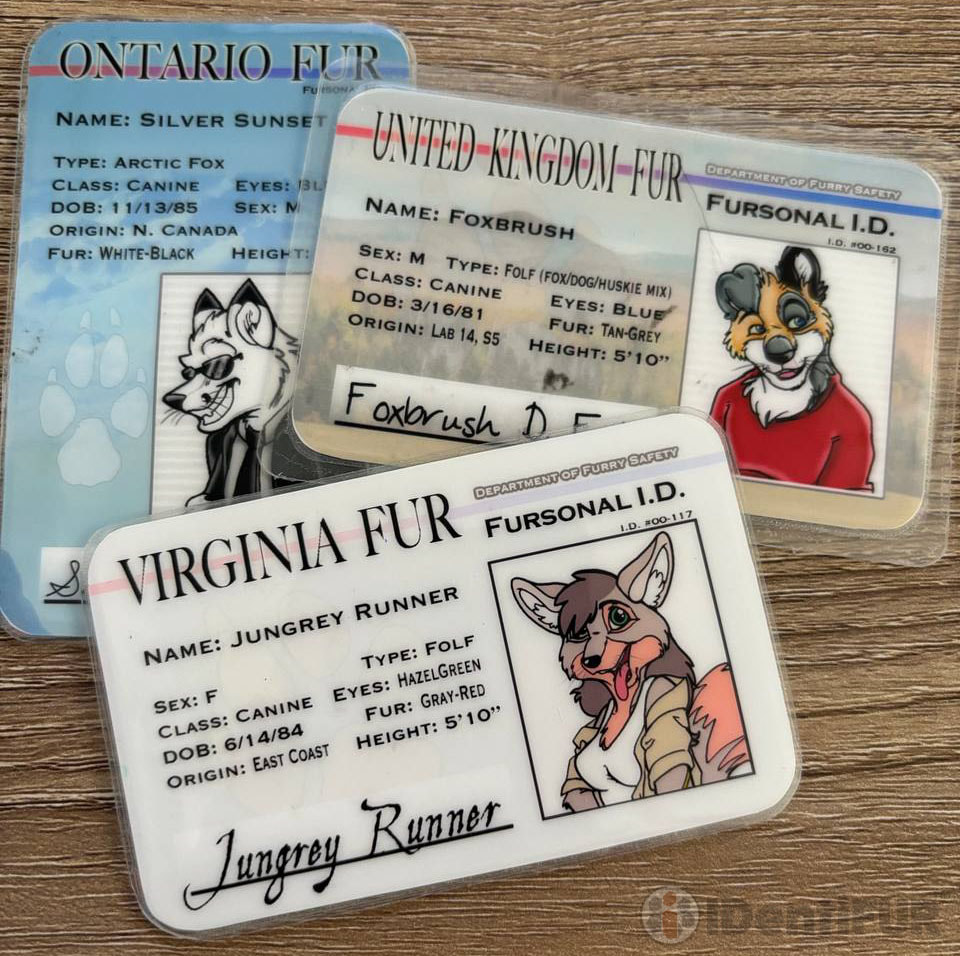 ONTARIO FUR
NAME: SILVER SUNSET
TYPE: ARCTIC FOX
CLASS: CANINE EYES:
DOB: 11/13/85 SEX: M
ORIGIN: N. CANADA
FUR: WHITE-BLACK HEIGHT:
UNITED KINGDOM FUR
DEPARTMENT OF FURRY SAFETY
FURSONAL I.D.
I.D. #00-162
NAME: FOXBRUSH
SEX: M TYPE: FOLF (FOX/DOG/HUSKIE MIX)
CLASS: CANINE EYES: BLUE
DOB: 3/16/81 FUR: TAN-GREY
ORIGIN: LAB 14, S5 HEIGHT: 5'10"
Foxbrush D
VIRGINIA FUR
DEPARTMENT OF FURRY SAFETY
FURSONAL I.D.
I.D. #00-117
NAME: JUNGREY RUNNER
SEX: F TYPE: FOLF
CLASS: CANINE EYES: HAZELGREEN
DOB: 6/14/84 FUR: GRAY-RED
ORIGIN: EAST COAST HEIGHT: 5'10"
Jungrey Runner
IDENTIFUR